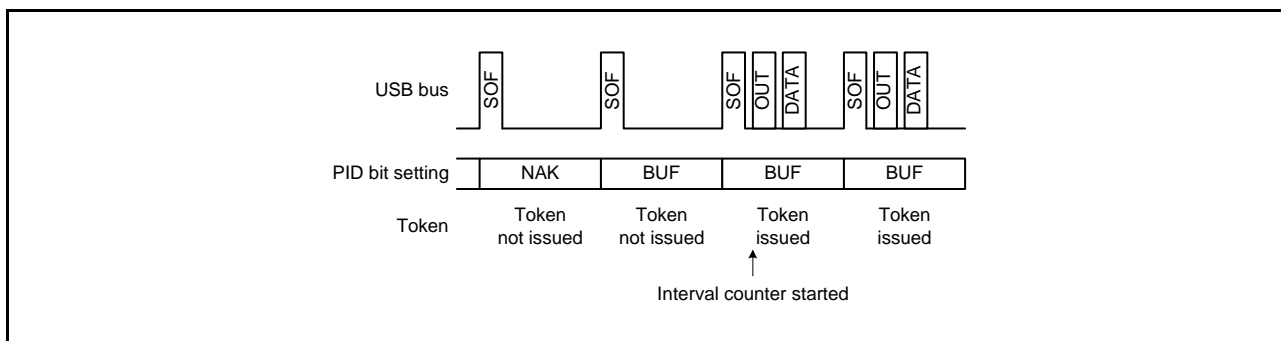 USB bus
SOF
SOF
SOF
OUT
DATA
SOF
OUT
DATA
PID bit setting
NAK
BUF
BUF
BUF
Token
Token
not issued
Token
not issued
Token
issued
Token
issued
Interval counter started